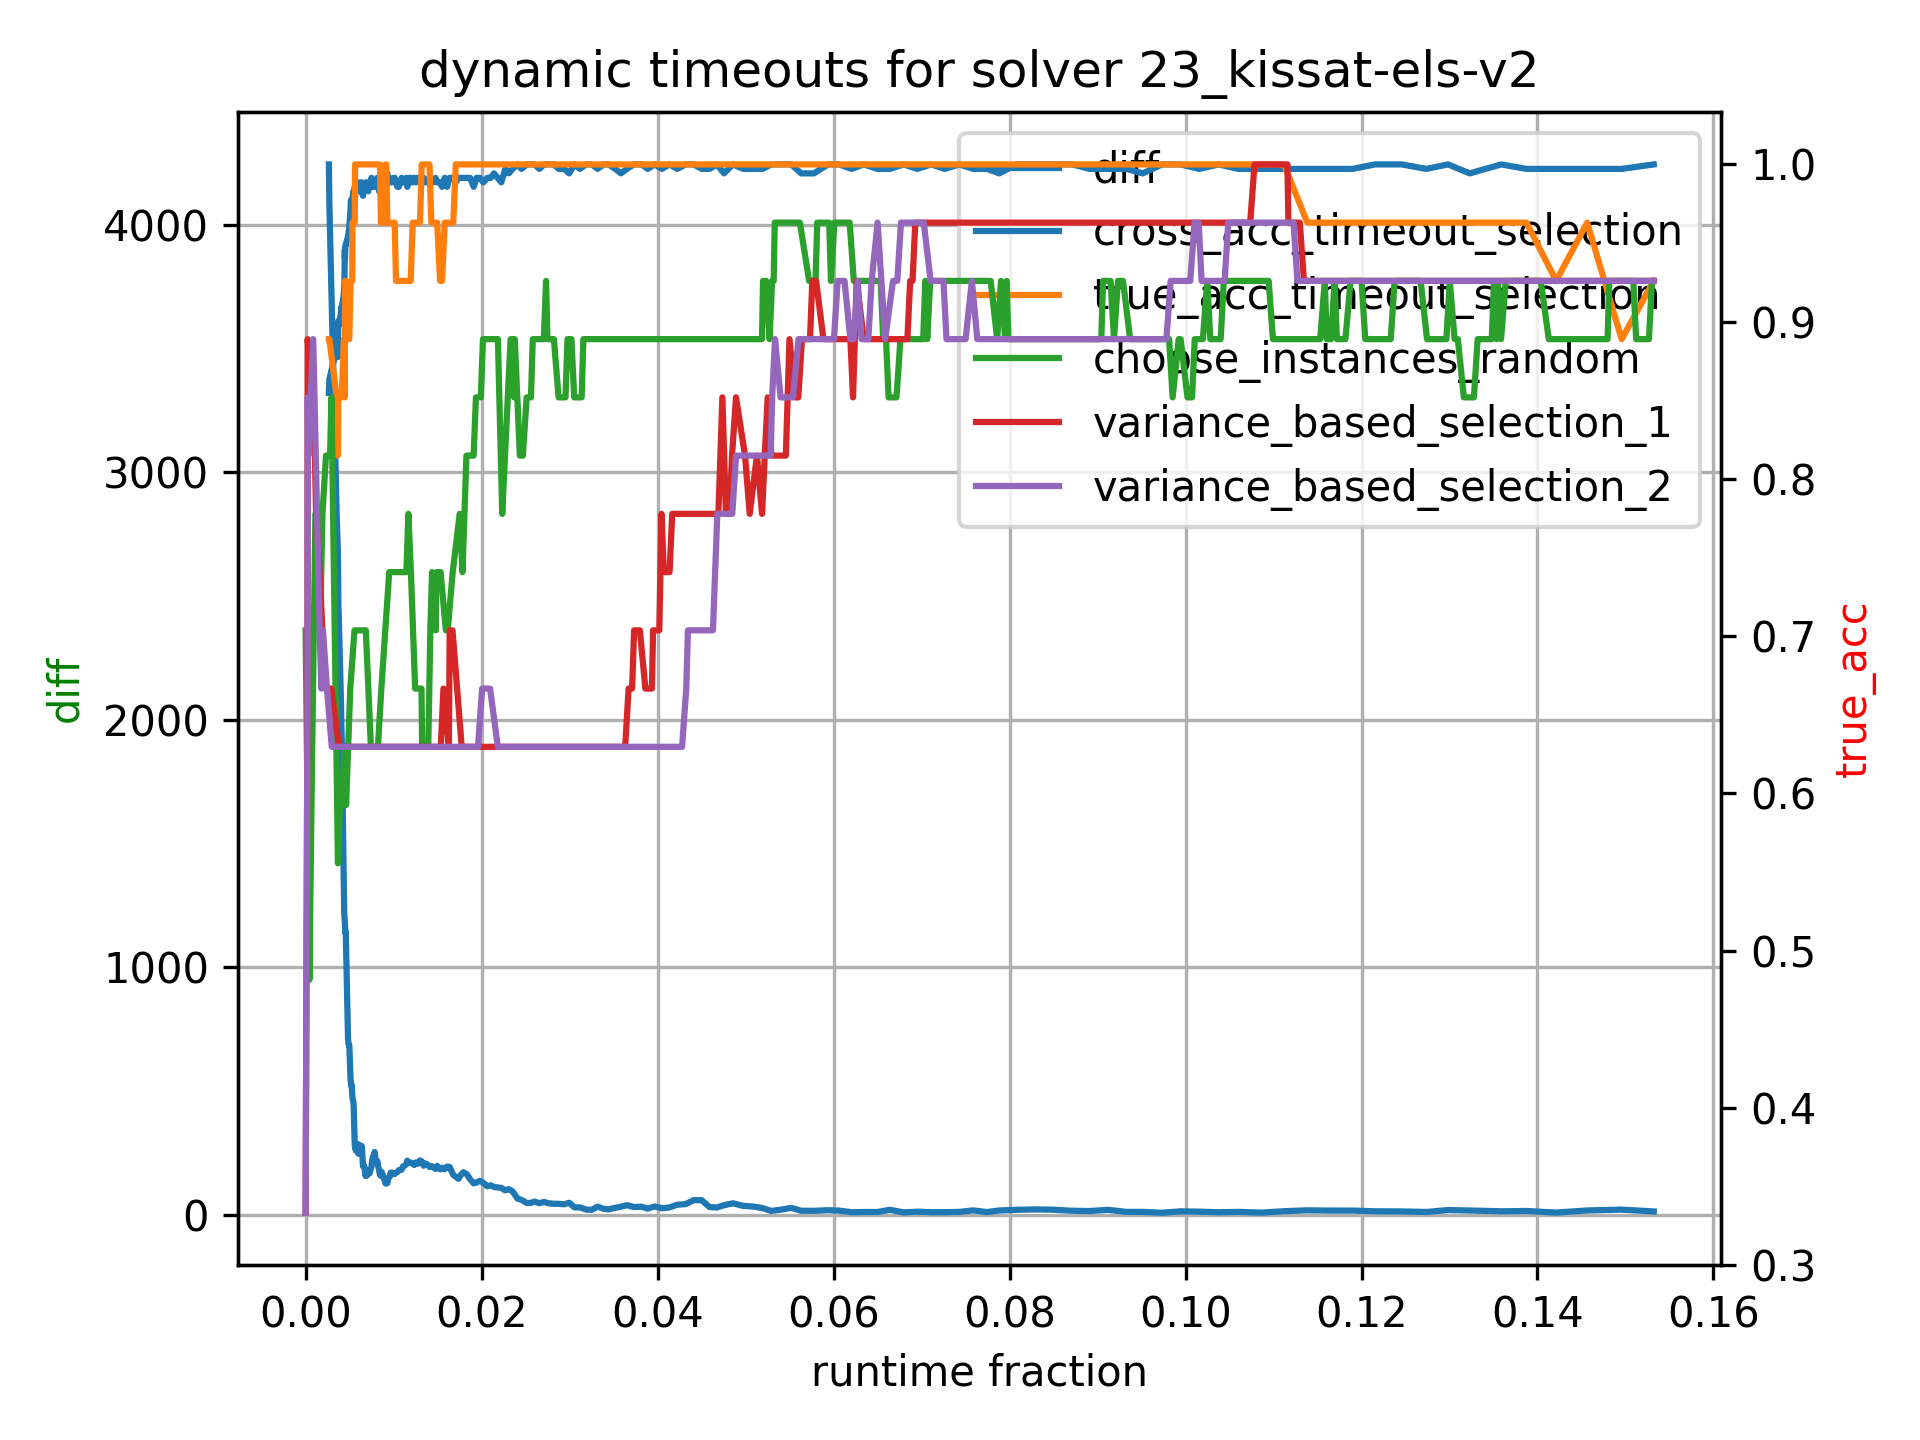 dynamic timeouts for solver 23_kissat-els-v2
diff
cross_acc_timeout_selection
true_acc_timeout_selection
choose_instances_random
variance_based_selection_1
variance_based_selection_2
4000
3000
2000
1000
0
diff
1.0
0.9
0.8
0.7
0.6
0.5
0.4
0.3
true_acc
0.00 0.02 0.04 0.06 0.08 0.10 0.12 0.14 0.16
runtime fraction